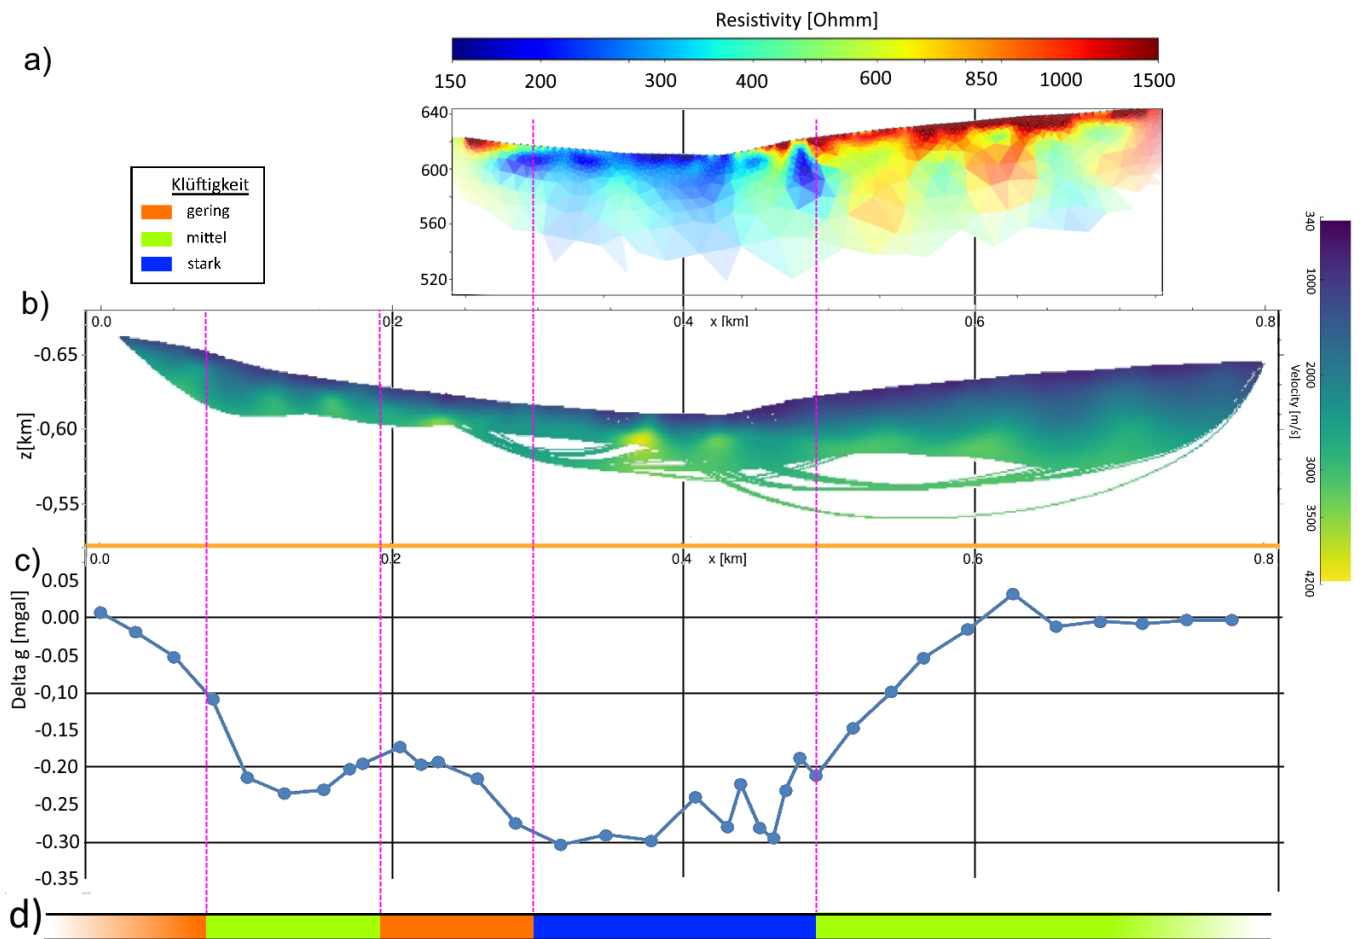 Resistivity [Ohmm]
a)
150 200 300 400 600 850 1000 1500
640
600
560
520
Klüftigkeit
gering
mittel
stark
b)
0.0 0.2 0.4 x [km] 0.6 0.8
-0.65
-0,60
-0,55
z[km]
340
1000
2000
3000
3500
4200
Velocity [m/s]
c)
0.0 0.2 0.4 x [km] 0.6 0.8
0.05
0.00
-0.05
-0,10
-0.15
-0.20
-0.25
-0.30
-0.35
Delta g [mgal]
d)